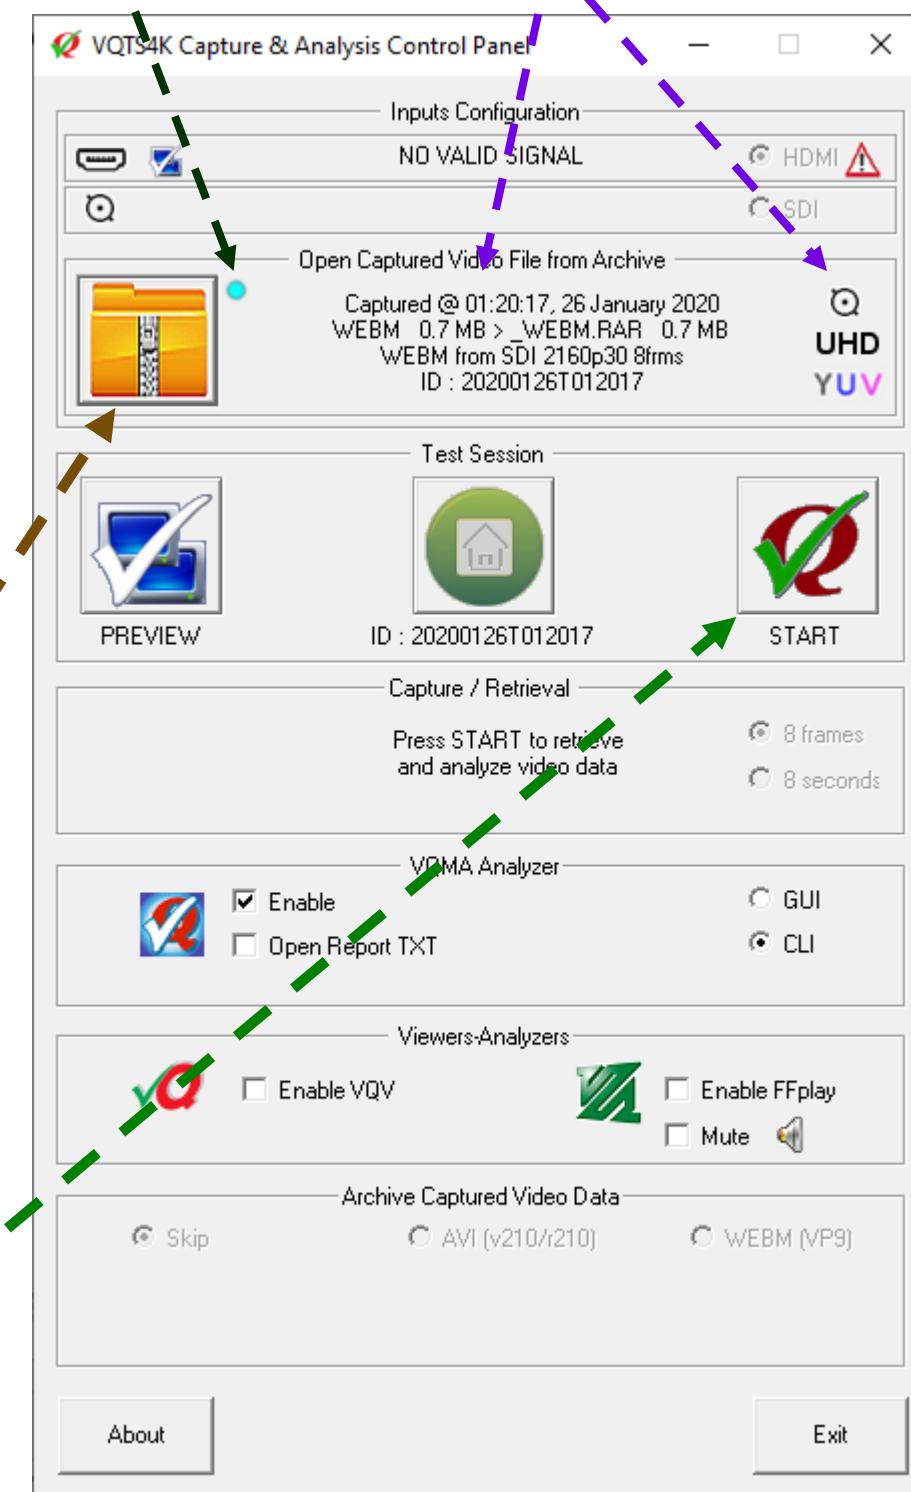 VQTS4K Capture & Analysis Control Panel
Inputs Configuration
NO VALID SIGNAL
HDMI
SDI
Open Captured Video File from Archive
Captured @ 01:20:17, 26 January 2020
WEBM 0.7 MB > _WEBM.RAR 0.7 MB
WEBM from SDI 2160p30 8frms
ID : 20200126T012017
UHD
YUV
Test Session
PREVIEW
ID : 20200126T012017
START
Capture / Retrieval
Press START to retrieve
and analyze video data
8 frames
8 seconds
VQMA Analyzer
Enable
Open Report TXT
GUI
CLI
Viewers-Analyzers
Enable VQV
Enable FFplay
Mute
Archive Captured Video Data
Skip
AVI (v210/r210)
WEBM (VP9)
About
Exit